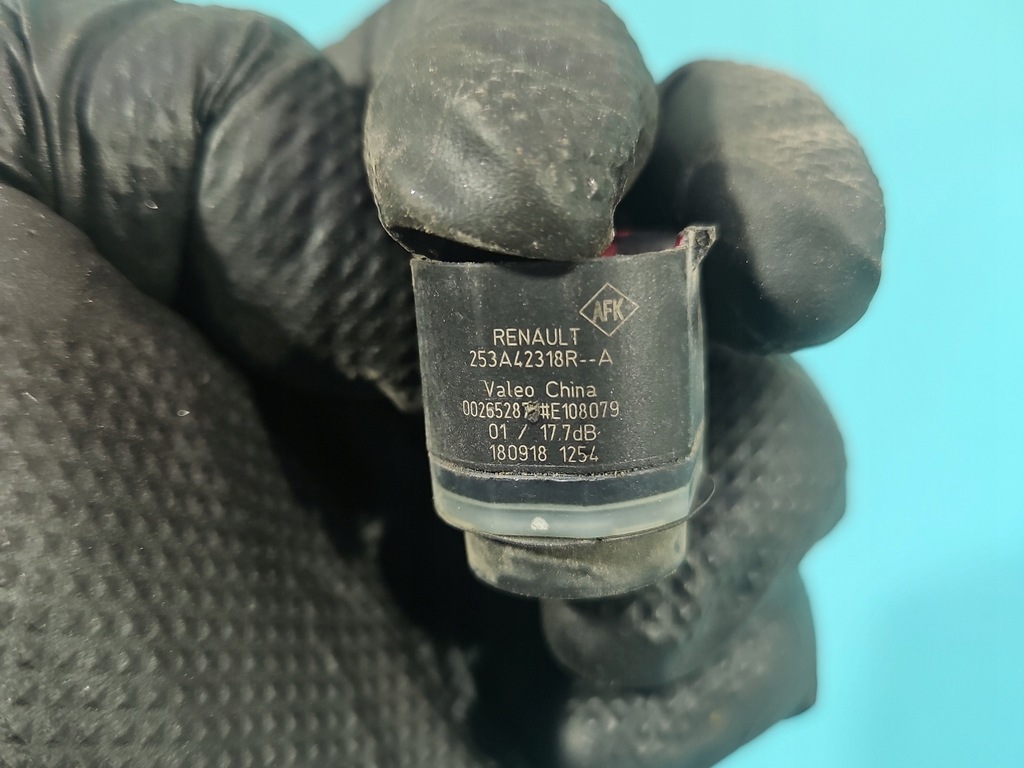 AFK
RENAULT
253A42318R--A
Valeo China
01 / 17.7dB
180918 1254